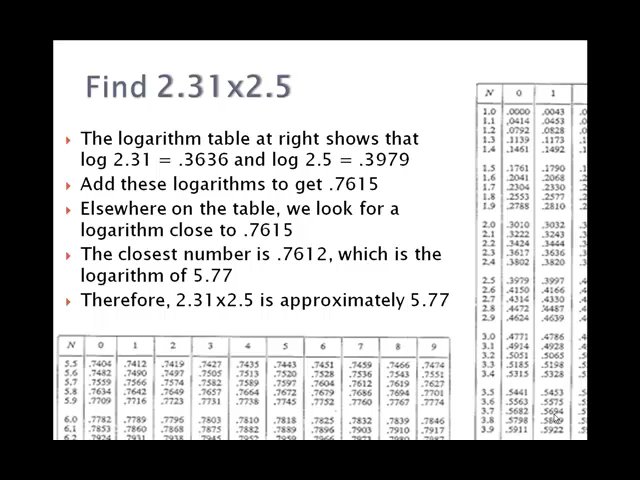 Find 2.31x2.5
The logarithm table at right shows that
log 2.31 = .3636 and log 2.5 = .3979
Add these logarithms to get .7615
Elsewhere on the table, we look for a
logarithm close to .7615
The closest number is .7612, which is the
logarithm of 5.77
Therefore, 2.31x2.5 is approximately 5.77
N 0 1
1.0 .0000 .0043
1.1 .0414 .0453
1.2 .0792 .0828
1.3 .1139 .1173
1.4 .1461 .1492
1.5 .1761 .1790
1.6 .2041 .2068
1.7 .2304 .2330
1.8 .2553 .2577
1.9 .2788 .2810
2.0 .3010 .3032
2.1 .3222 .3243
2.2 .3424 .3444
2.3 .3617 .3636
2.4 .3802 .3820
2.5 .3979 .3997
2.6 .4150 .4166
2.7 .4314 .4330
2.8 .4472 .4487
2.9 .4624 .4639
3.0 .4771 .4786
3.1 .4914 .4928
3.2 .5051 .5065
3.3 .5185 .5198
3.4 .5315 .5328
3.5 .5441 .5453
3.6 .5563 .5575
3.7 .5682 .5694
3.8 .5798
3.9 .5911 .5922
N 0 1 2 3 4 5 6 7 8 9
5.5 .7404 .7412 .7419 .7427 .7435 .7443 .7451 .7459 .7466 .7474
5.6 .7482 .7490 .7497 .7505 .7513 .7520 .7528 .7536 .7543 .7551
5.7 .7559 .7566 .7574 .7582 .7589 .7597 .7604 .7612 .7619 .7627
5.8 .7634 .7642 .7649 .7657 .7664 .7672 .7679 .7686 .7694 .7701
5.9 .7709 .7716 .7723 .7731 .7738 .7745 .7752 .7760 .7767 .7774
6.0 .7782 .7789 .7796 .7803 .7810 .7818 .7825 .7832 .7839 .7846
6.1 .7853 .7860 .7868 .7875 .7882 .7889 .7896 .7903 .7910 .7917